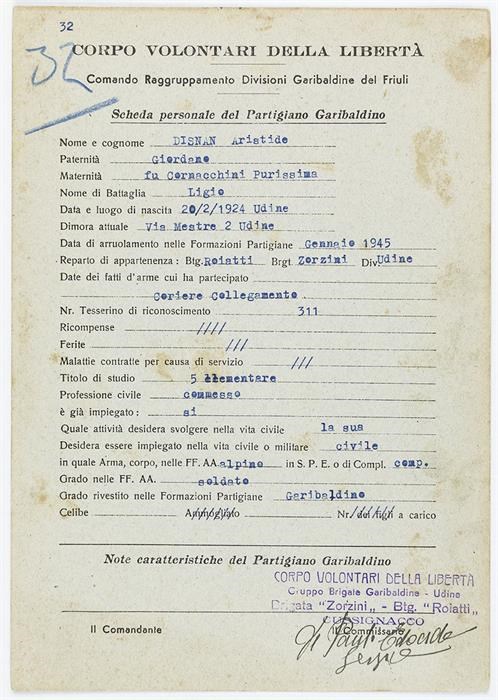 32
32
CORPO VOLONTARI DELLA LIBERTÀ
Comando Raggruppamento Divisioni Garibaldine del Friuli
Scheda personale del Partigiano Garibaldino
Nome e cognome DISNAN Aristide
Paternità Giordano
Maternità fu Cornacchini Purissima
Nome di Battaglia Ligio
Data e luogo di nascita 20/2/1924 Udine
Dimora attuale Via Mestre 2 Udine
Data di arruolamento nelle Formazioni Partigiane Gennaio 1945
Reparto di appartenenza: Btg. Roiatti Brgt Zorzini Div Udine
Date dei fatti d'arme cui ha partecipato
Coriere Collegamento
Nr. Tesserino di riconoscimento 311
Ricompense ////
Ferite ///
Malattie contratte per causa di servizio ///
Titolo di studio 5 elementare
Professione civile commesso
è già impiegato: si
Quale attività desidera svolgere nella vita civile la sua
Desidera essere impiegato nella vita civile o militare civile
in quale Arma, corpo, nelle FF. AA. alpino in S. P. E. o di Compl. comp.
Grado nelle FF. AA. soldato
Grado rivestito nelle Formazioni Partigiane Garibaldino
Celibe Ammogliato Nr. dei figli a carico
Note caratteristiche del Partigiano Garibaldino
CORPO VOLONTARI DELLA LIBERTÀ
Gruppo Brigate Garibaldine - Udine
Brigata "Zorzini" - Btg. "Roiatti"
CUSSIGNACCO
Il Comandante Il Commissario